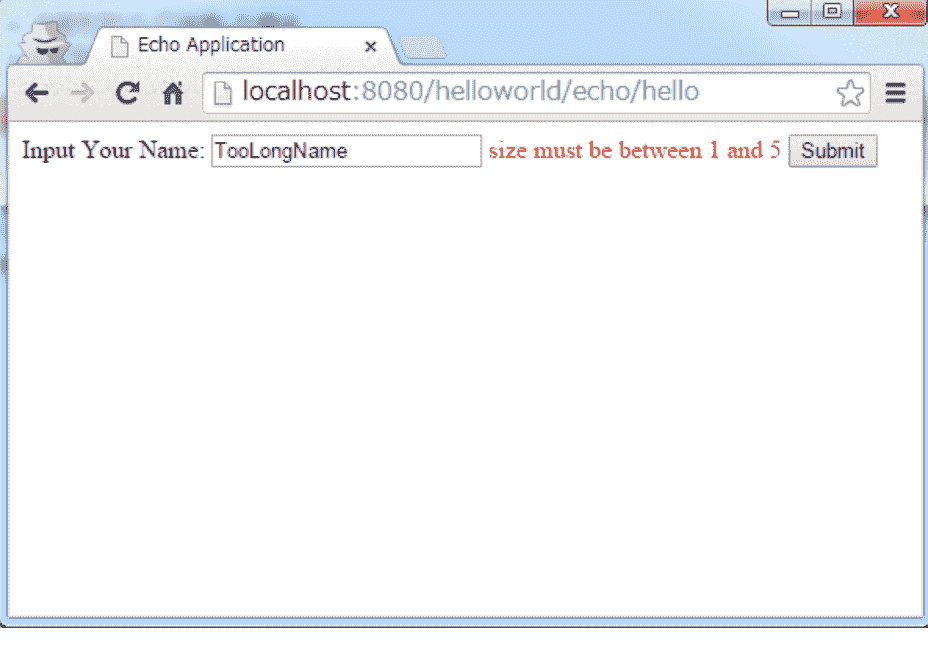 Echo Application
localhost:8080/helloworld/echo/hello
Input Your Name: TooLongName size must be between 1 and 5 Submit